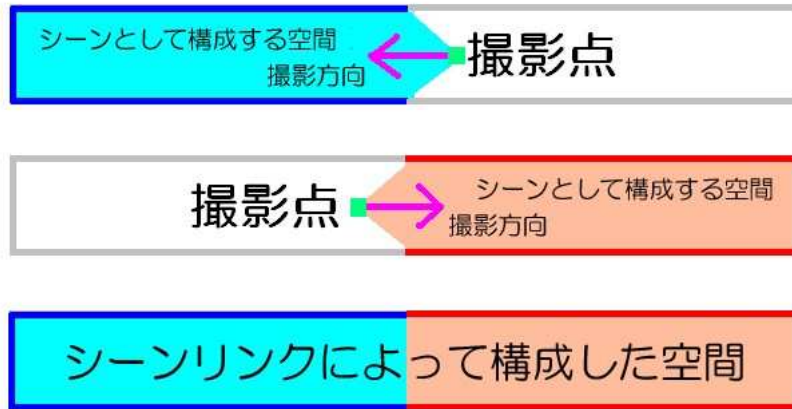 シーンとして構成する空間
撮影方向
撮影点
撮影点
シーンとして構成する空間
撮影方向
シーンリンクによって構成した空間